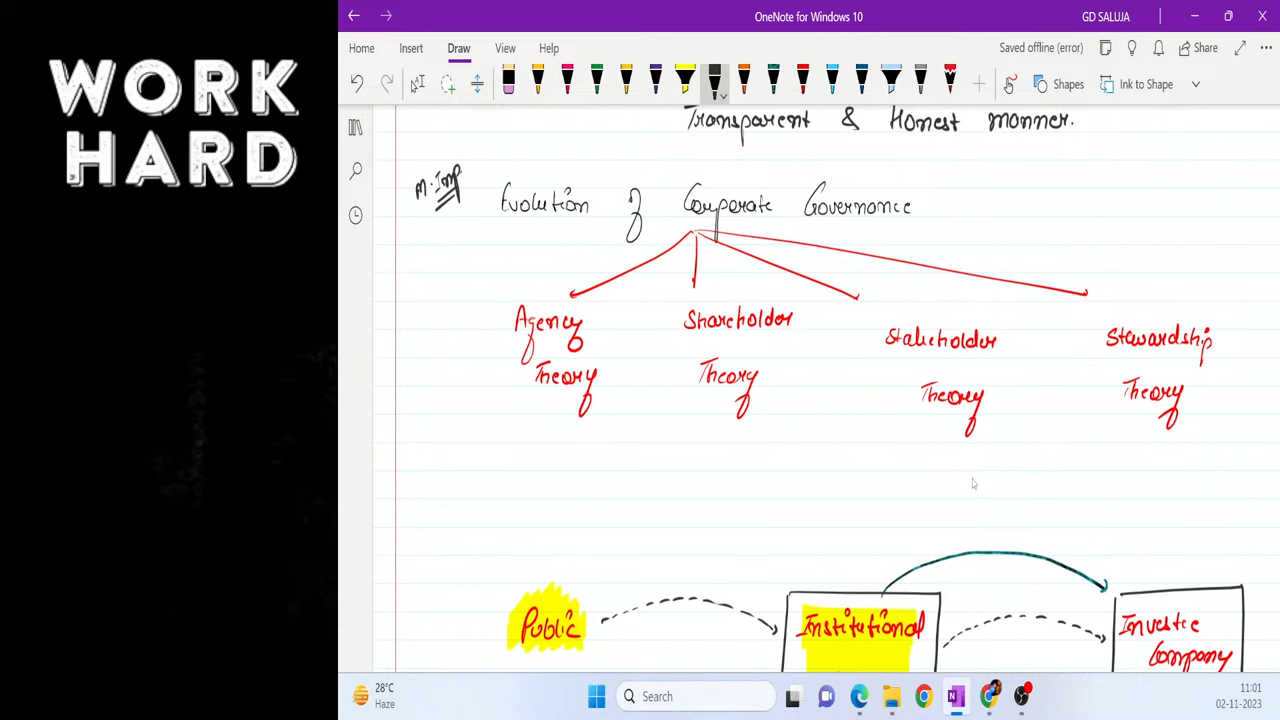 WORK
HARD
OneNote for Windows 10
GD SALUJA
Home Insert Draw View Help
Saved offline (error)
Share
Shapes
Ink to Shape
Transparent & Honest manner.
M. Imp
Evolution of Corporate Governance
Agency Theory
Shareholder Theory
Stakeholder Theory
Stewardship Theory
Public
Institutional
Investee
Company
28°C
Haze
Search
11:01
02-11-2023